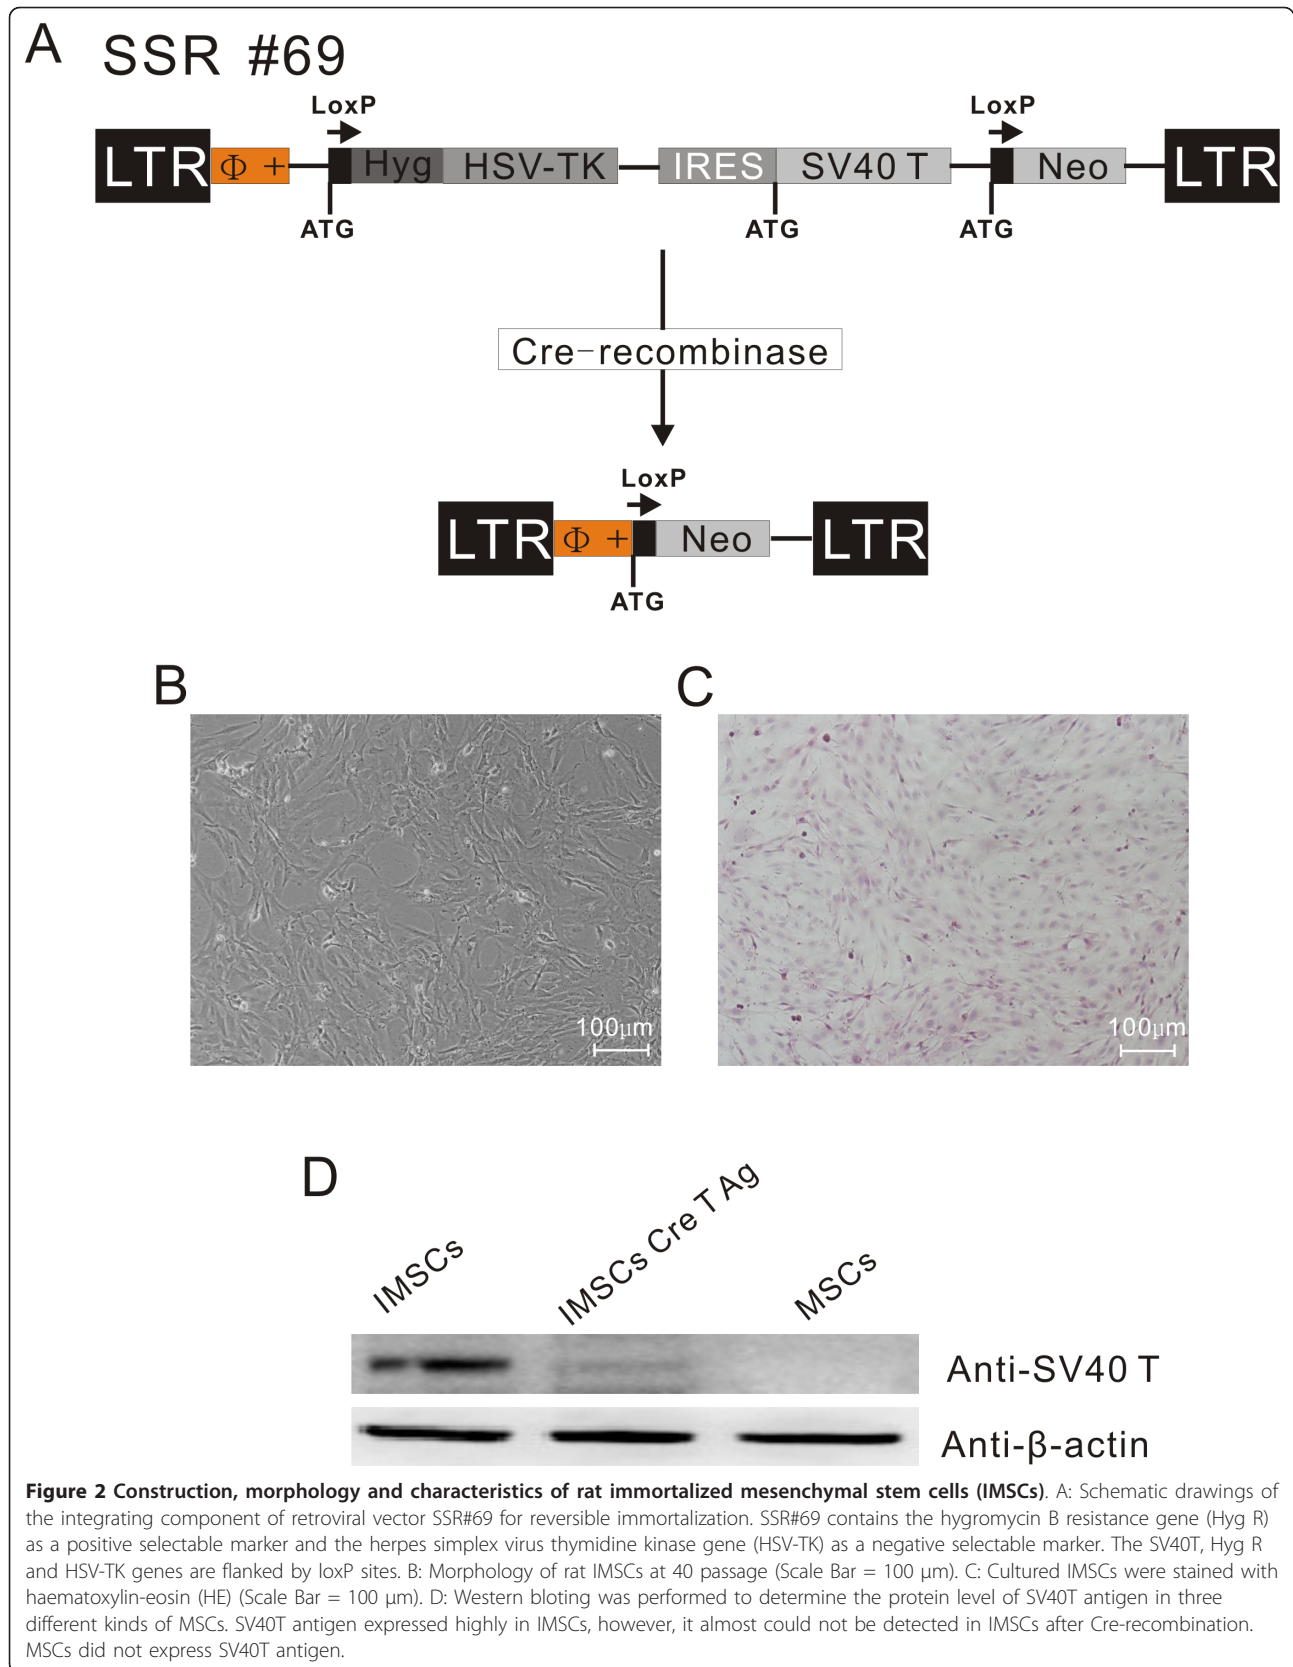 A SSR #69
LoxP LoxP
LTR Φ + Hyg HSV-TK IRES SV40 T Neo LTR
ATG ATG ATG
Cre-recombinase
LoxP
LTR Φ + Neo LTR
ATG
B C
100μm 100μm
D
IMSCs IMSCs Cre T Ag MSCs
Anti-SV40 T
Anti-β-actin
Figure 2 Construction, morphology and characteristics of rat immortalized mesenchymal stem cells (IMSCs). A: Schematic drawings of
the integrating component of retroviral vector SSR#69 for reversible immortalization. SSR#69 contains the hygromycin B resistance gene (Hyg R)
as a positive selectable marker and the herpes simplex virus thymidine kinase gene (HSV-TK) as a negative selectable marker. The SV40T, Hyg R
and HSV-TK genes are flanked by loxP sites. B: Morphology of rat IMSCs at 40 passage (Scale Bar = 100 μm). C: Cultured IMSCs were stained with
haematoxylin-eosin (HE) (Scale Bar = 100 μm). D: Western bloting was performed to determine the protein level of SV40T antigen in three
different kinds of MSCs. SV40T antigen expressed highly in IMSCs, however, it almost could not be detected in IMSCs after Cre-recombination.
MSCs did not express SV40T antigen.